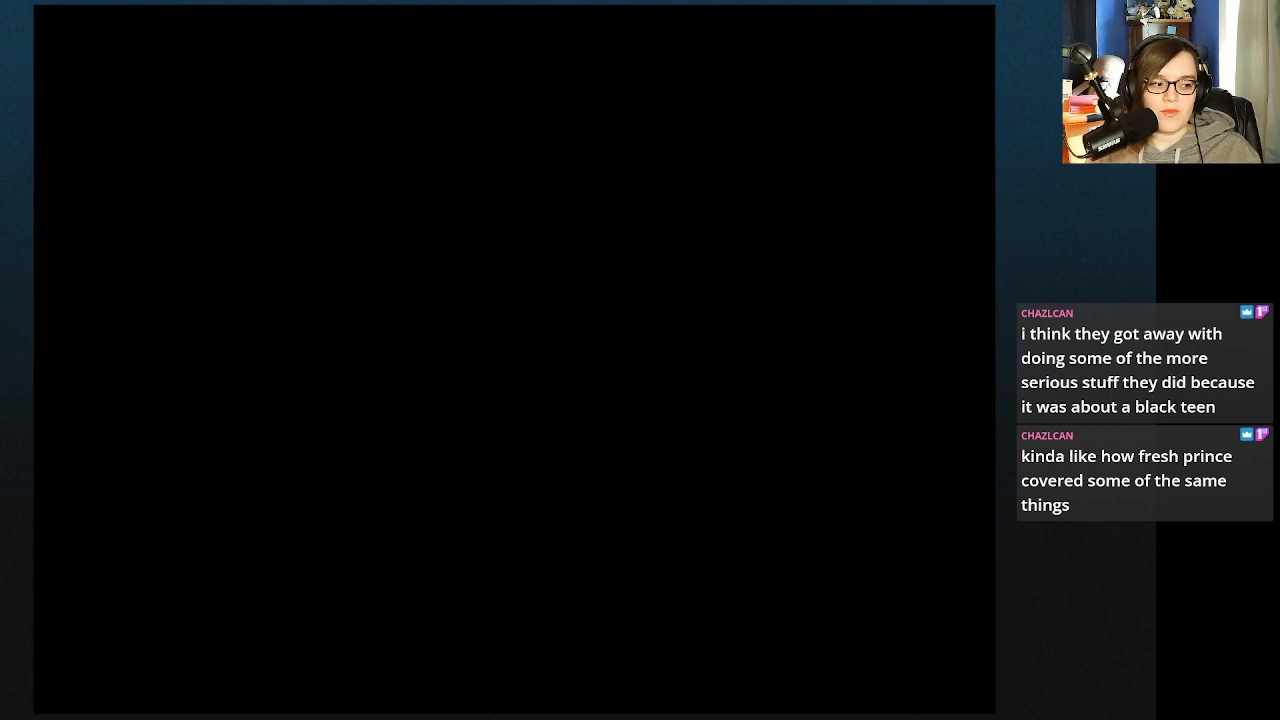 CHAZLCAN
i think they got away with
doing some of the more
serious stuff they did because
it was about a black teen
CHAZLCAN
kinda like how fresh prince
covered some of the same
things
SHURE